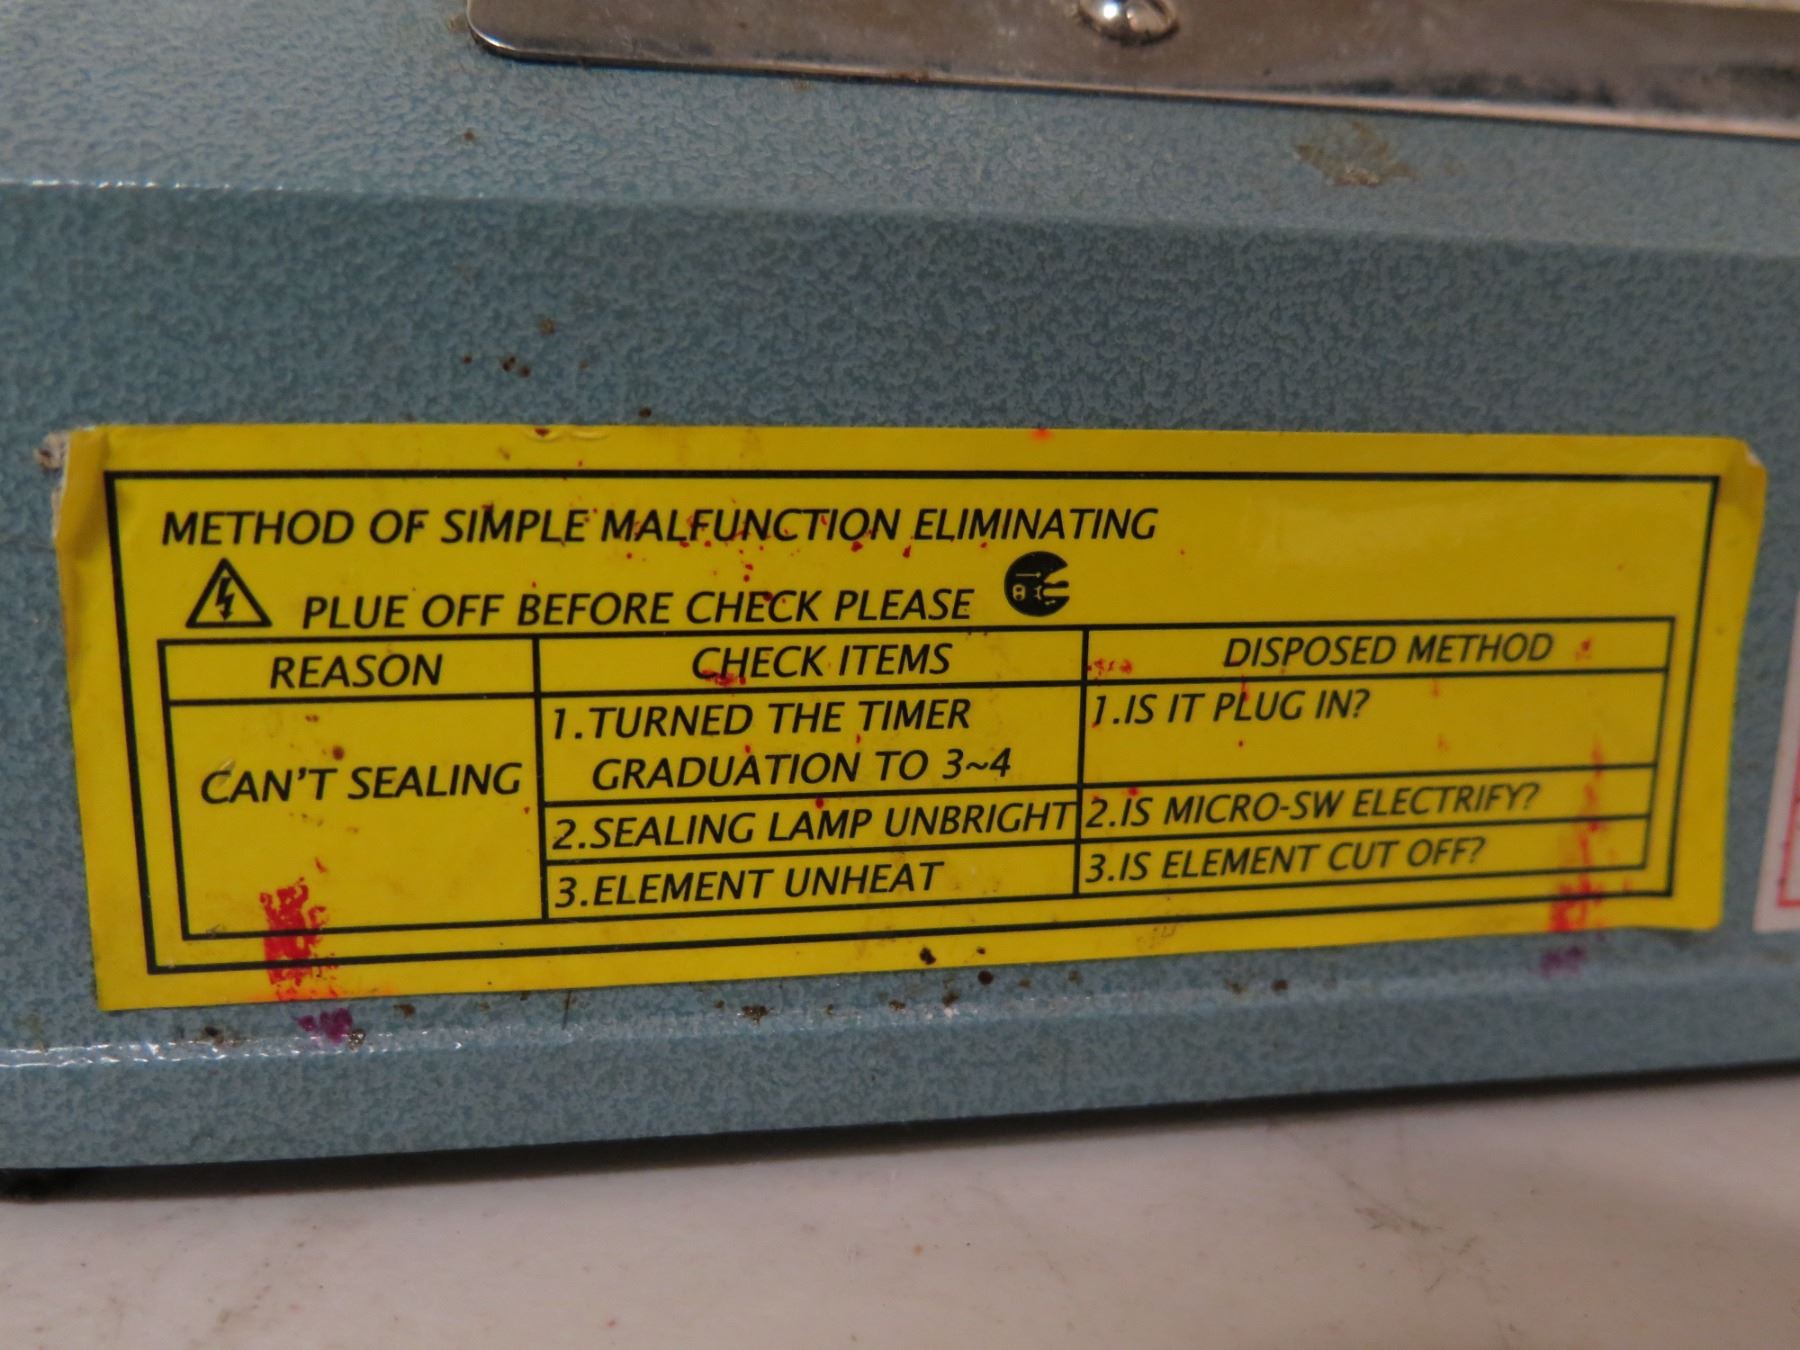 METHOD OF SIMPLE MALFUNCTION ELIMINATING
PLUE OFF BEFORE CHECK PLEASE
REASON
CHECK ITEMS
DISPOSED METHOD
CAN'T SEALING
1.TURNED THE TIMER
GRADUATION TO 3~4
1.IS IT PLUG IN?
2.SEALING LAMP UNBRIGHT
2.IS MICRO-SW ELECTRIFY?
3.ELEMENT UNHEAT
3.IS ELEMENT CUT OFF?